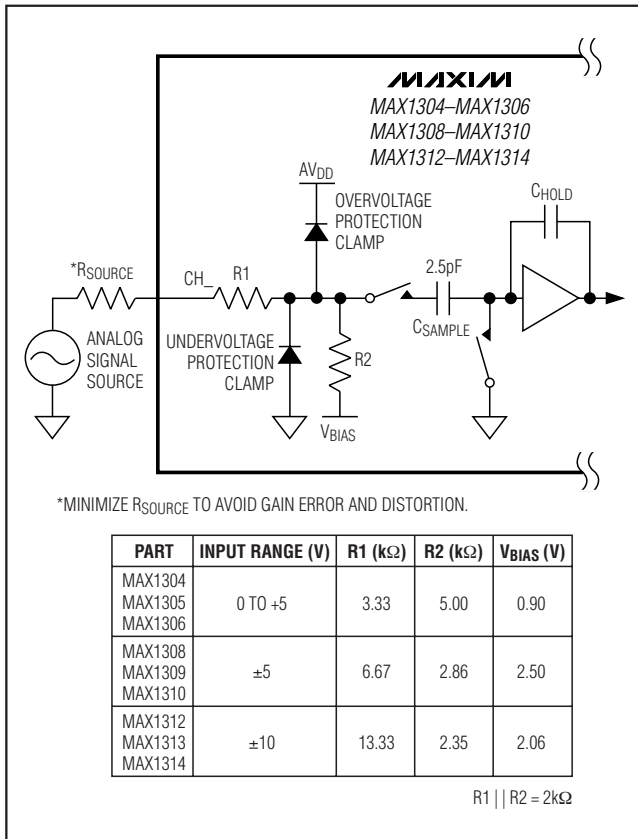 MAXIM
MAX1304–MAX1306
MAX1308–MAX1310
MAX1312–MAX1314
AVDD
OVERVOLTAGE
PROTECTION
CLAMP
CHOLD
*RSOURCE
CH_
R1
2.5pF
CSAMPLE
ANALOG
SIGNAL
SOURCE
UNDERVOLTAGE
PROTECTION
CLAMP
R2
VBIAS
*MINIMIZE RSOURCE TO AVOID GAIN ERROR AND DISTORTION.
PART INPUT RANGE (V) R1 (kΩ) R2 (kΩ) VBIAS (V)
MAX1304
MAX1305
MAX1306
0 TO +5 3.33 5.00 0.90
MAX1308
MAX1309
MAX1310
±5 6.67 2.86 2.50
MAX1312
MAX1313
MAX1314
±10 13.33 2.35 2.06
R1 || R2 = 2kΩ